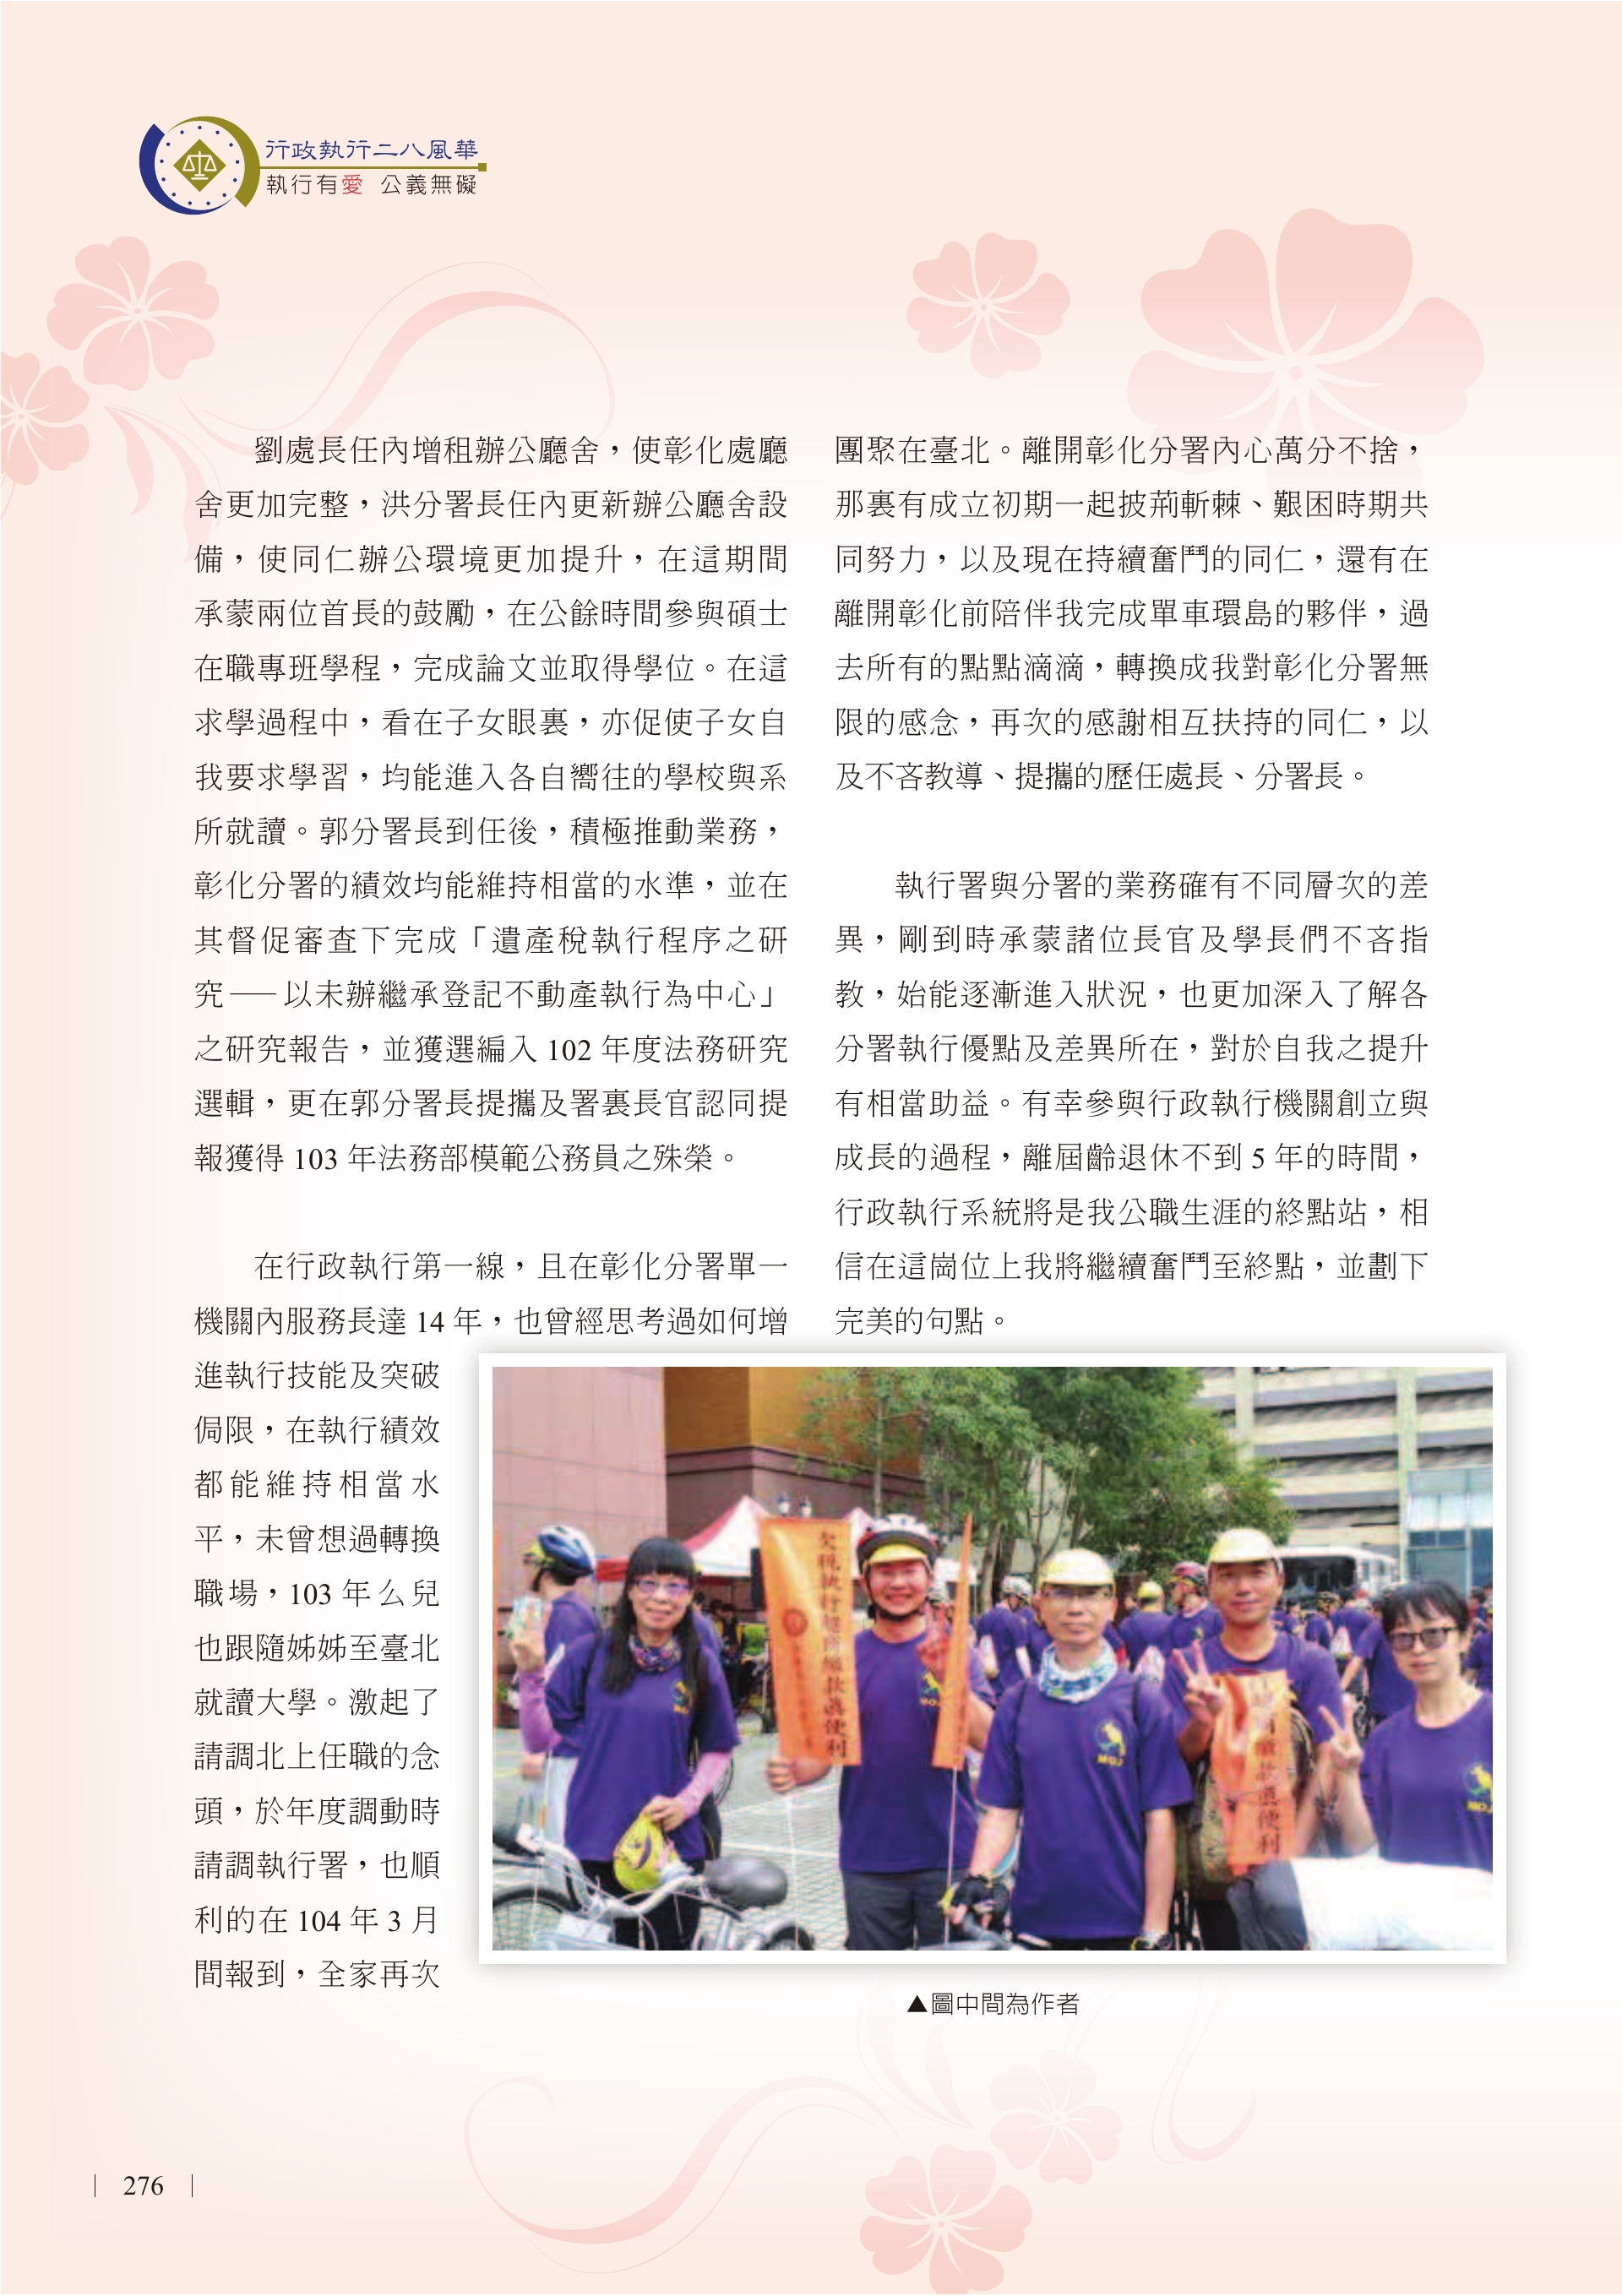 行政執行二八風華
執行有愛 公義無礙
劉處長任內增租辦公廳舍，使彰化處廳
舍更加完整，洪分署長任內更新辦公廳舍設
備，使同仁辦公環境更加提升，在這期間
承蒙兩位首長的鼓勵，在公餘時間參與碩士
在職專班學程，完成論文並取得學位。在這
求學過程中，看在子女眼裏，亦促使子女自
我要求學習，均能進入各自嚮往的學校與系
所就讀。郭分署長到任後，積極推動業務，
彰化分署的績效均能維持相當的水準，並在
其督促審查下完成「遺產稅執行程序之研
究——以未辦繼承登記不動產執行為中心」
之研究報告，並獲選編入 102 年度法務研究
選輯，更在郭分署長提攜及署裏長官認同提
報獲得 103 年法務部模範公務員之殊榮。
在行政執行第一線，且在彰化分署單一
機關內服務長達 14 年，也曾經思考過如何增
進執行技能及突破
侷限，在執行績效
都能維持相當水
平，未曾想過轉換
職場，103 年么兒
也跟隨姊姊至臺北
就讀大學。激起了
請調北上任職的念
頭，於年度調動時
請調執行署，也順
利的在 104 年 3 月
間報到，全家再次
團聚在臺北。離開彰化分署內心萬分不捨，
那裏有成立初期一起披荊斬棘、艱困時期共
同努力，以及現在持續奮鬥的同仁，還有在
離開彰化前陪伴我完成單車環島的夥伴，過
去所有的點點滴滴，轉換成我對彰化分署無
限的感念，再次的感謝相互扶持的同仁，以
及不吝教導、提攜的歷任處長、分署長。
執行署與分署的業務確有不同層次的差
異，剛到時承蒙諸位長官及學長們不吝指
教，始能逐漸進入狀況，也更加深入了解各
分署執行優點及差異所在，對於自我之提升
有相當助益。有幸參與行政執行機關創立與
成長的過程，離屆齡退休不到 5 年的時間，
行政執行系統將是我公職生涯的終點站，相
信在這崗位上我將繼續奮鬥至終點，並劃下
完美的句點。
MOJ
▲圖中間為作者
276